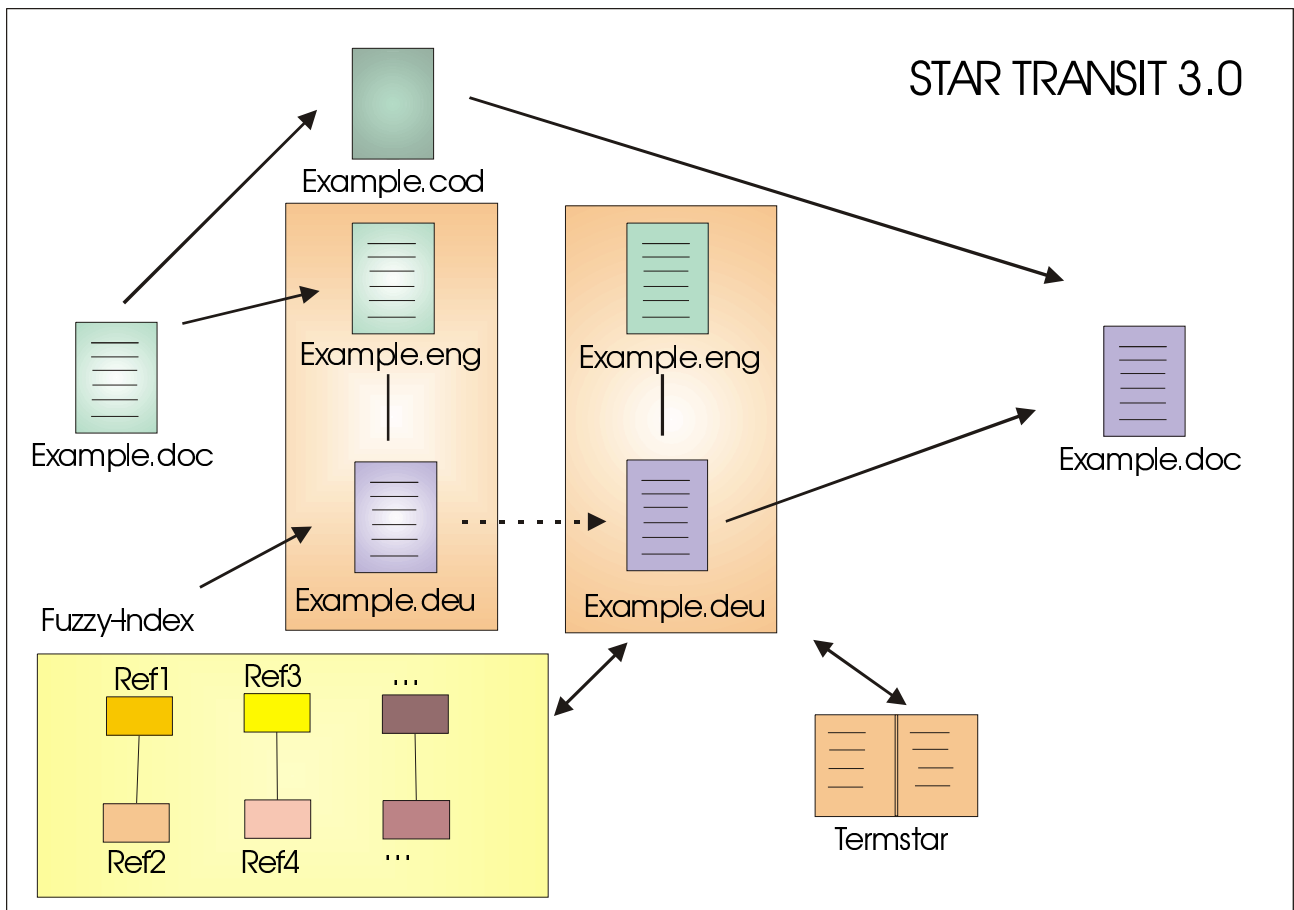 STAR TRANSIT 3.0
Example.cod
Example.eng
Example.eng
Example.doc
Example.doc
Example.deu
Example.deu
Fuzzy-Index
Ref1
Ref3
...
Ref2
Ref4
...
Termstar